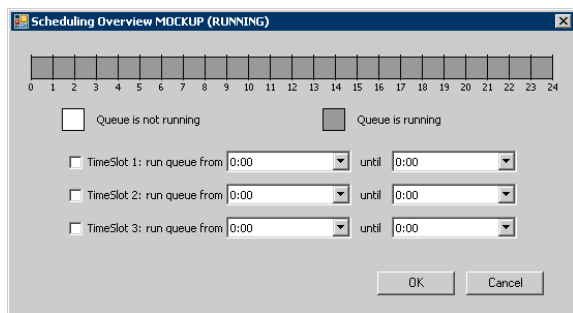 Scheduling Overview MOCKUP (RUNNING)
0 1 2 3 4 5 6 7 8 9 10 11 12 13 14 15 16 17 18 19 20 21 22 23 24
Queue is not running Queue is running
TimeSlot 1: run queue from 0:00 until 0:00
TimeSlot 2: run queue from 0:00 until 0:00
TimeSlot 3: run queue from 0:00 until 0:00
OK Cancel